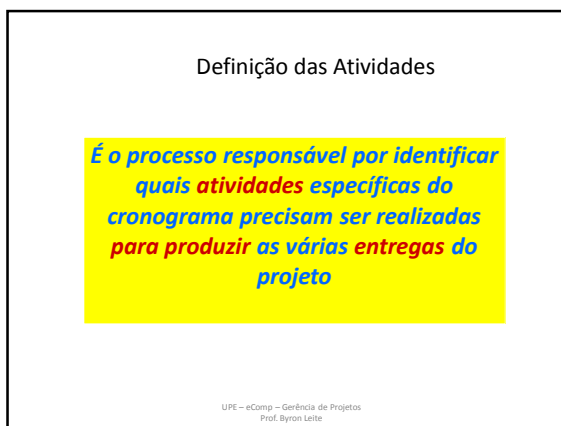 Definição das Atividades
É o processo responsável por identificar
quais atividades específicas do
cronograma precisam ser realizadas
para produzir as várias entregas do
projeto
UPE – eComp – Gerência de Projetos
Prof. Byron Leite